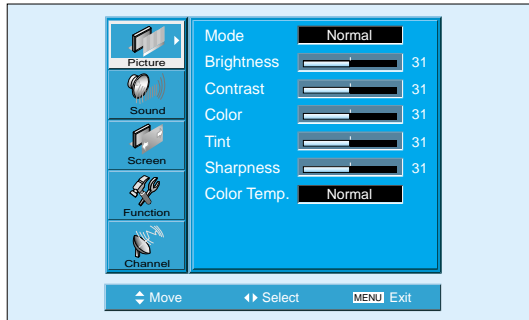 Picture
Sound
Screen
Function
Channel
Mode Normal
Brightness 31
Contrast 31
Color 31
Tint 31
Sharpness 31
Color Temp. Normal
Move Select MENU Exit